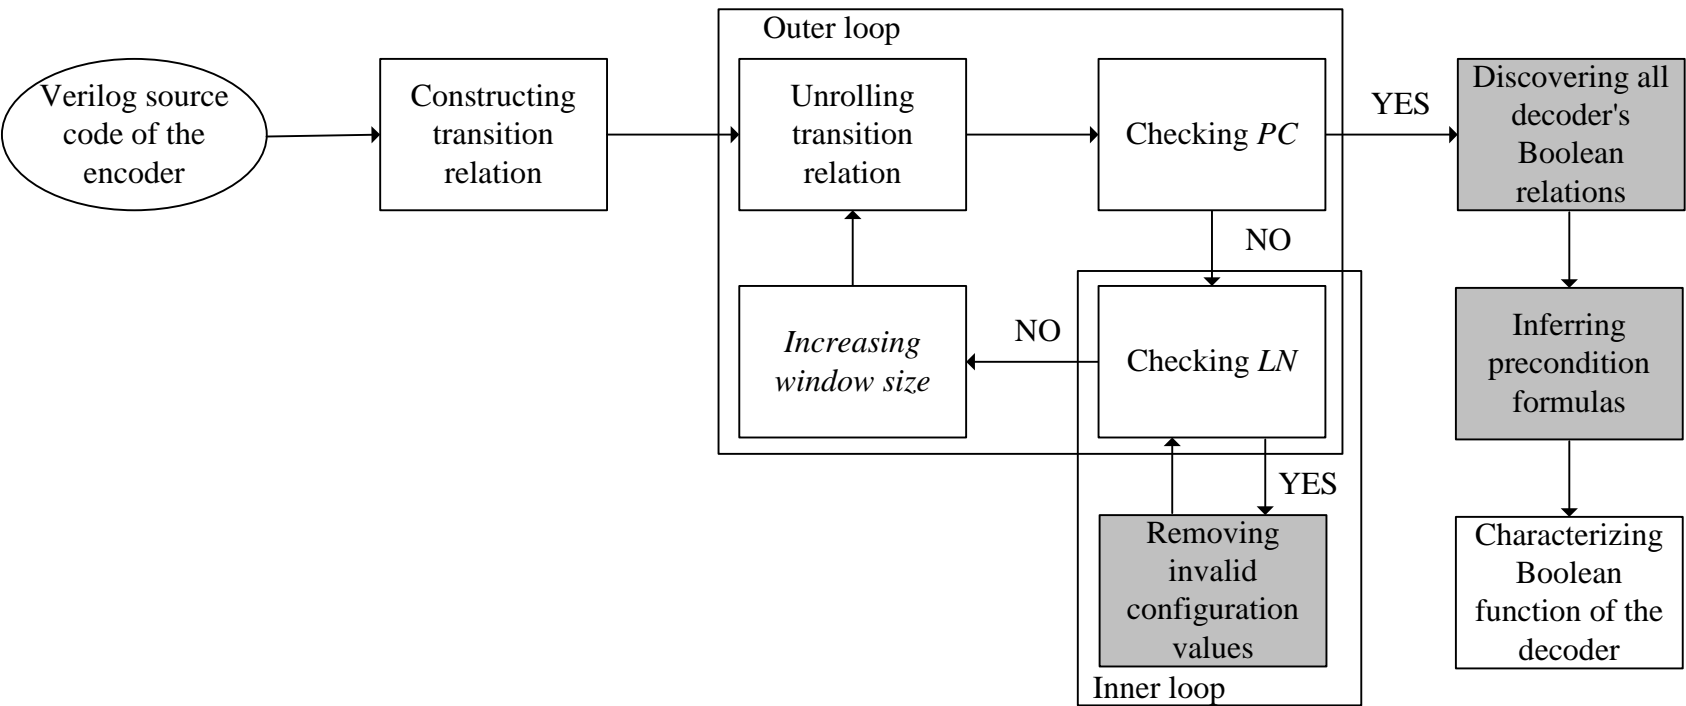 Outer loop
Verilog source
code of the
encoder
Constructing
transition
relation
Unrolling
transition
relation
Checking PC
YES
Discovering all
decoder's
Boolean
relations
NO
Increasing
window size
NO
Checking LN
Inferring
precondition
formulas
YES
Removing
invalid
configuration
values
Inner loop
Characterizing
Boolean
function of the
decoder